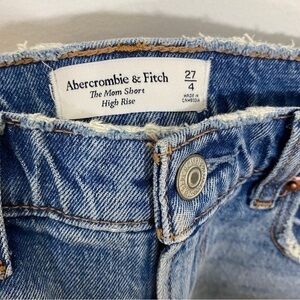 Abercrombie & Fitch
The Mom Short
High Rise
27
4
MADE IN
CAMBODIA